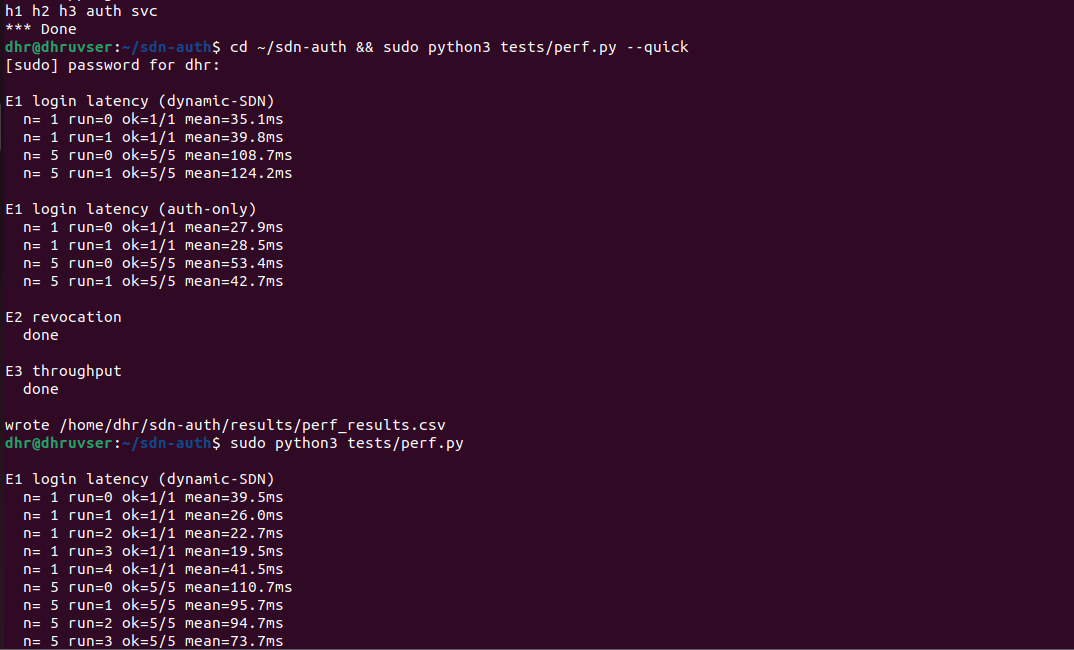 h1 h2 h3 auth svc
*** Done
dhr@dhruvser:~/sdn-auth$ cd ~/sdn-auth && sudo python3 tests/perf.py --quick
[sudo] password for dhr:
E1 login latency (dynamic-SDN)
n= 1 run=0 ok=1/1 mean=35.1ms
n= 1 run=1 ok=1/1 mean=39.8ms
n= 5 run=0 ok=5/5 mean=108.7ms
n= 5 run=1 ok=5/5 mean=124.2ms
E1 login latency (auth-only)
n= 1 run=0 ok=1/1 mean=27.9ms
n= 1 run=1 ok=1/1 mean=28.5ms
n= 5 run=0 ok=5/5 mean=53.4ms
n= 5 run=1 ok=5/5 mean=42.7ms
E2 revocation
done
E3 throughput
done
wrote /home/dhr/sdn-auth/results/perf_results.csv
dhr@dhruvser:~/sdn-auth$ sudo python3 tests/perf.py
E1 login latency (dynamic-SDN)
n= 1 run=0 ok=1/1 mean=39.5ms
n= 1 run=1 ok=1/1 mean=26.0ms
n= 1 run=2 ok=1/1 mean=22.7ms
n= 1 run=3 ok=1/1 mean=19.5ms
n= 1 run=4 ok=1/1 mean=41.5ms
n= 5 run=0 ok=5/5 mean=110.7ms
n= 5 run=1 ok=5/5 mean=95.7ms
n= 5 run=2 ok=5/5 mean=94.7ms
n= 5 run=3 ok=5/5 mean=73.7ms